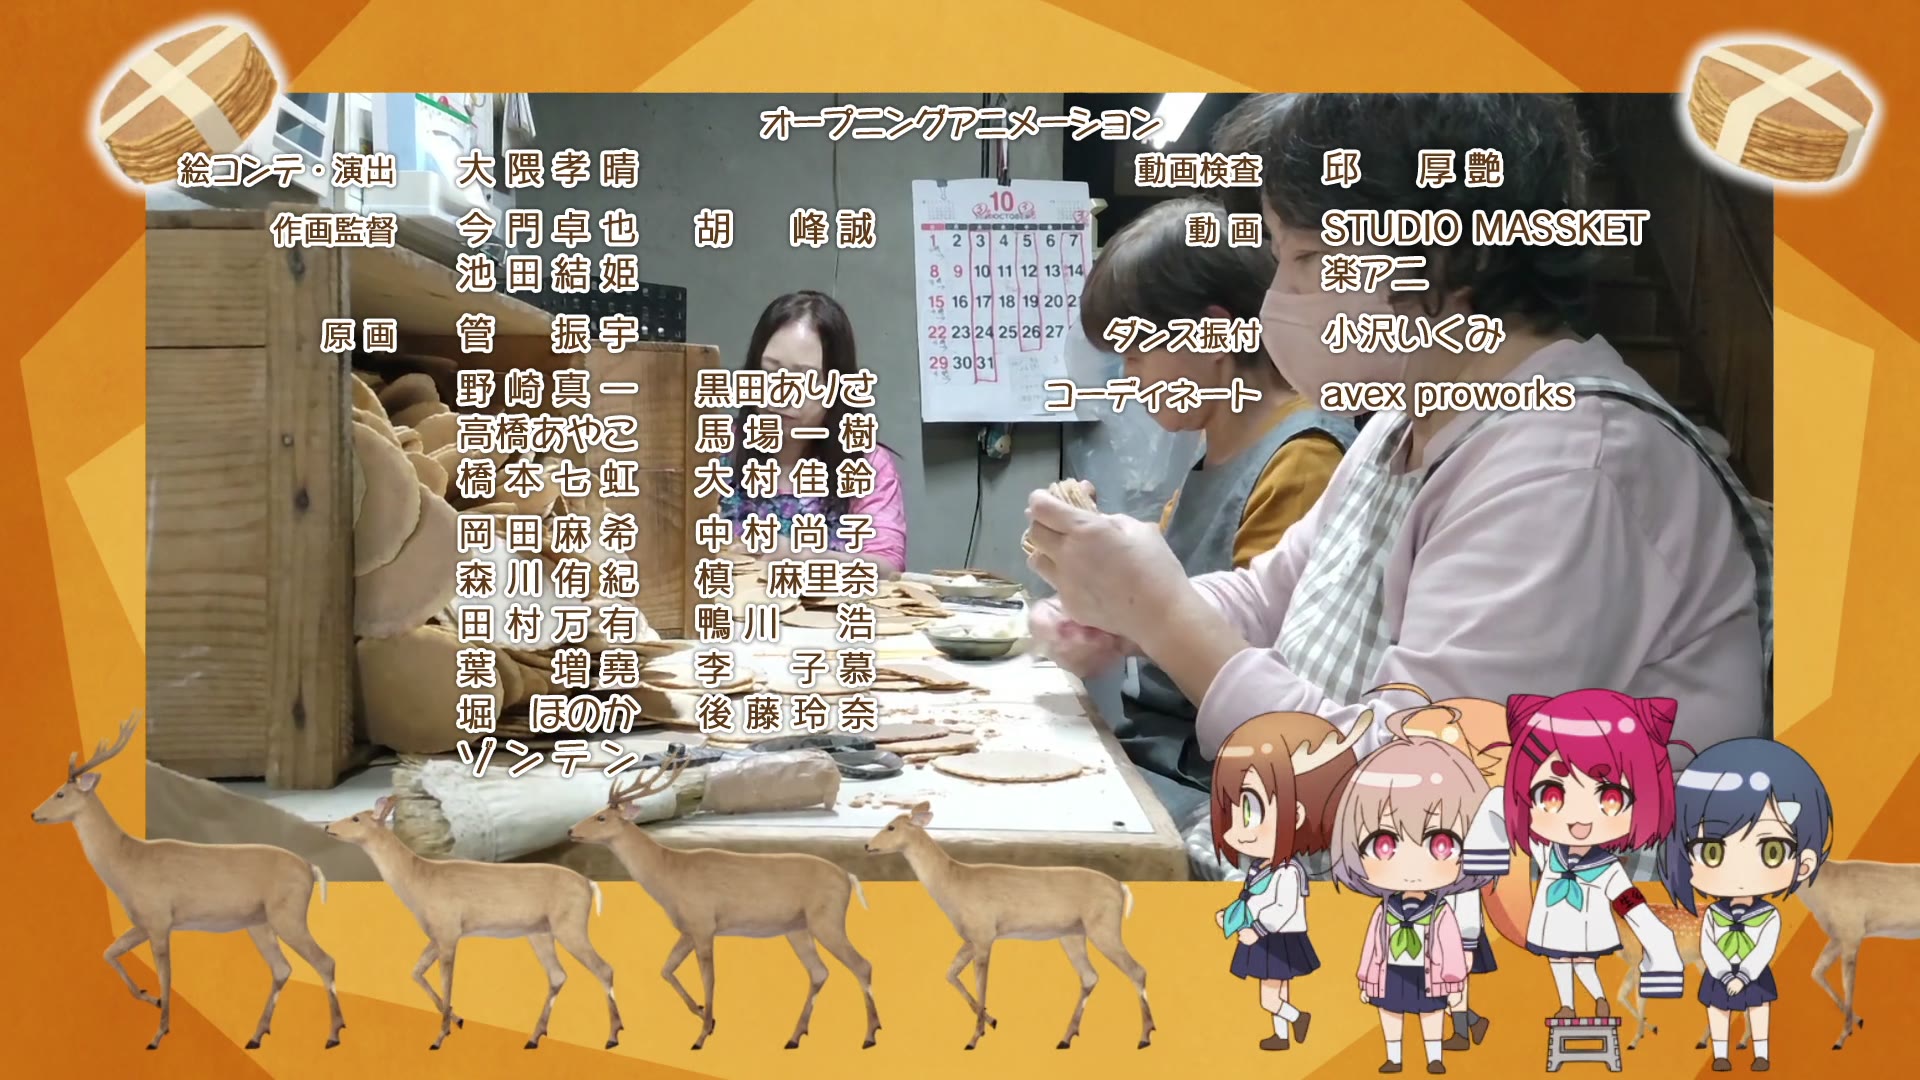 オープニングアニメーション
絵コンテ・演出 大隈孝晴
作画監督 今門卓也 胡峰誠
池田結姫
原画 管振宇
野崎真一 黒田ありさ
高橋あやこ 馬場一樹
橋本七虹 大村佳鈴
岡田麻希 中村尚子
森川侑紀 槙麻里奈
田村万有 鴨川浩
葉増堯 李子慕
堀ほのか 後藤玲奈
ソンテン
動画検査 邱厚艶
動画 STUDIO MASSKET
楽アニ
ダンス振付 小沢いくみ
コーディネート avex proworks
10
OCTOBER
1 2 3 4 5 6 7
8 9 10 11 12 13 14
15 16 17 18 19 20
22 23 24 25 26 27
29 30 31